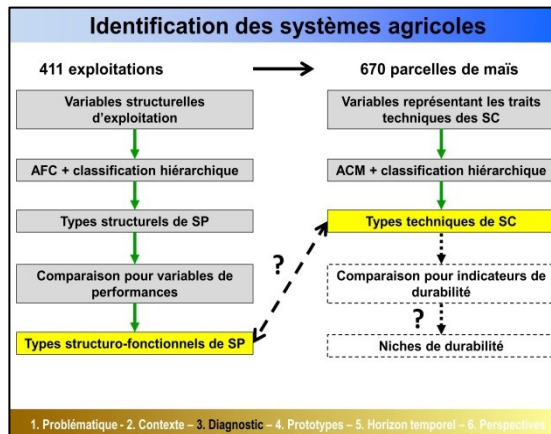 Identification des systèmes agricoles
411 exploitations
670 parcelles de maïs
Variables structurelles
d'exploitation
AFC + classification hiérarchique
Types structurels de SP
Comparaison pour variables de
performances
Types structuro-fonctionnels de SP
?
Variables représentant les traits
techniques des SC
ACM + classification hiérarchique
Types techniques de SC
Comparaison pour indicateurs de
durabilité
?
Niches de durabilité
1. Problématique - 2. Contexte – 3. Diagnostic – 4. Prototypes – 5. Horizon temporel – 6. Perspectives